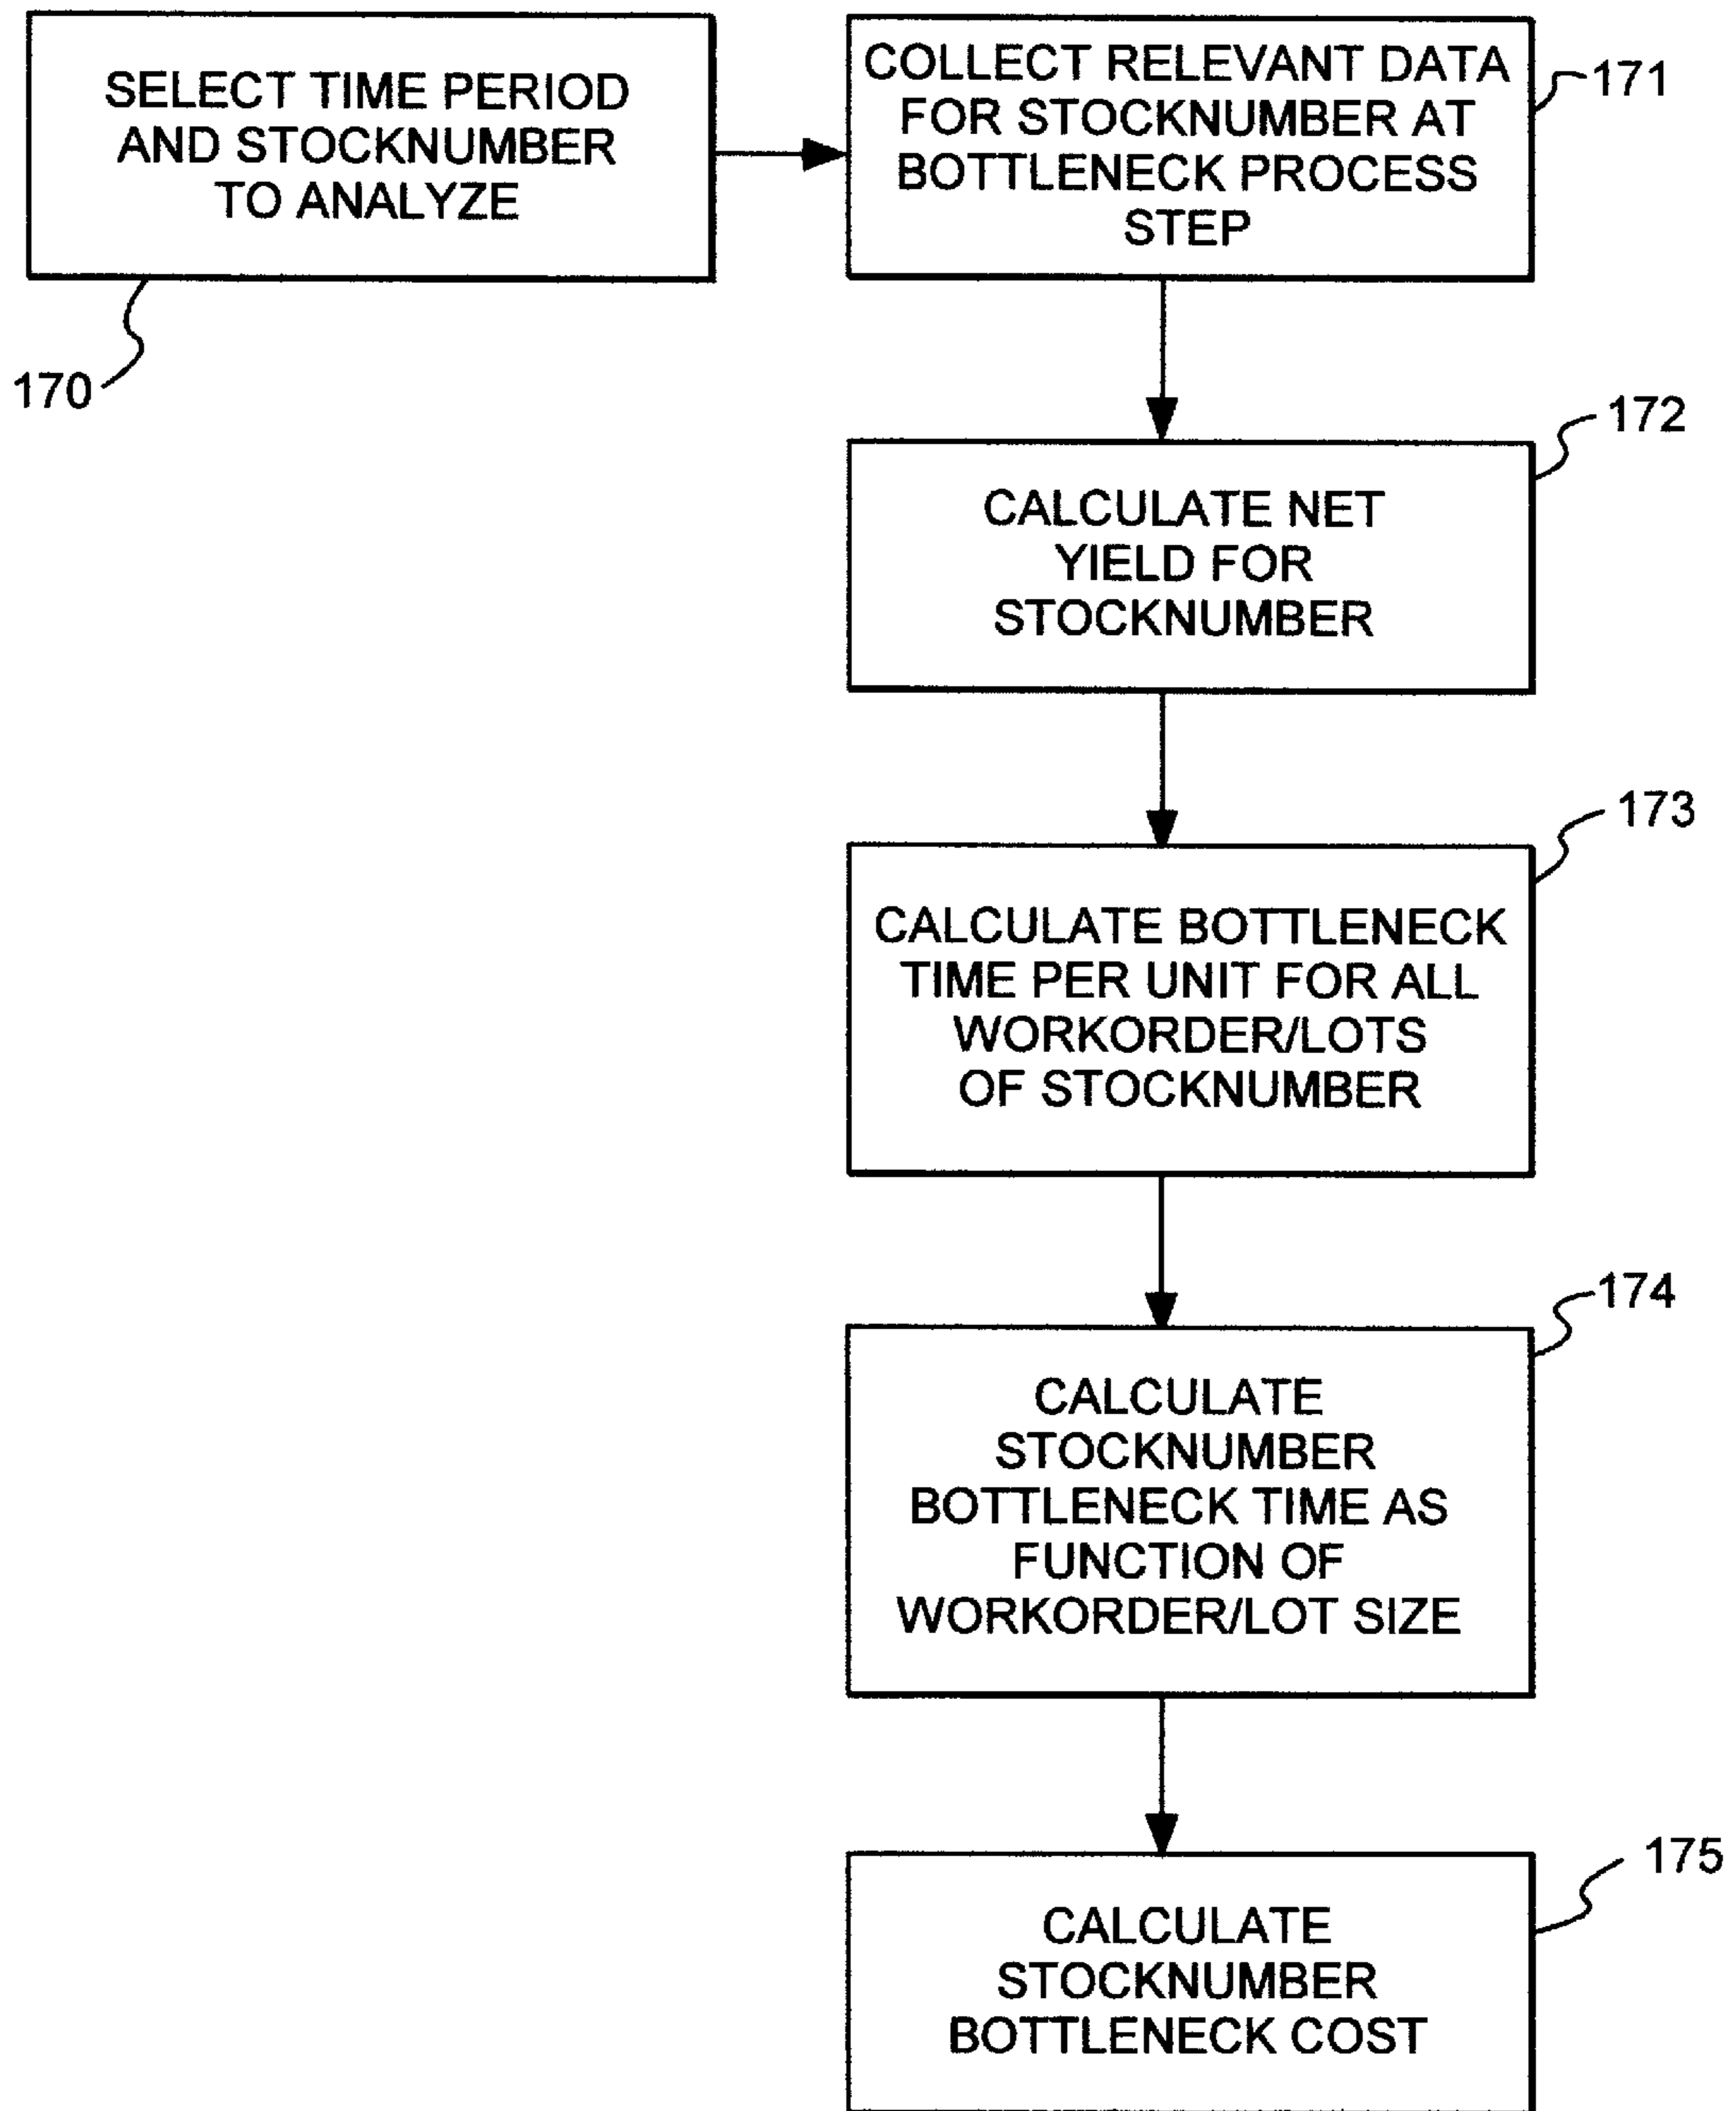 SELECT TIME PERIOD
AND STOCKNUMBER
TO ANALYZE
170
COLLECT RELEVANT DATA
FOR STOCKNUMBER AT
BOTTLENECK PROCESS
STEP
171
172
CALCULATE NET
YIELD FOR
STOCKNUMBER
173
CALCULATE BOTTLENECK
TIME PER UNIT FOR ALL
WORKORDER/LOTS
OF STOCKNUMBER
174
CALCULATE
STOCKNUMBER
BOTTLENECK TIME AS
FUNCTION OF
WORKORDER/LOT SIZE
175
CALCULATE
STOCKNUMBER
BOTTLENECK COST